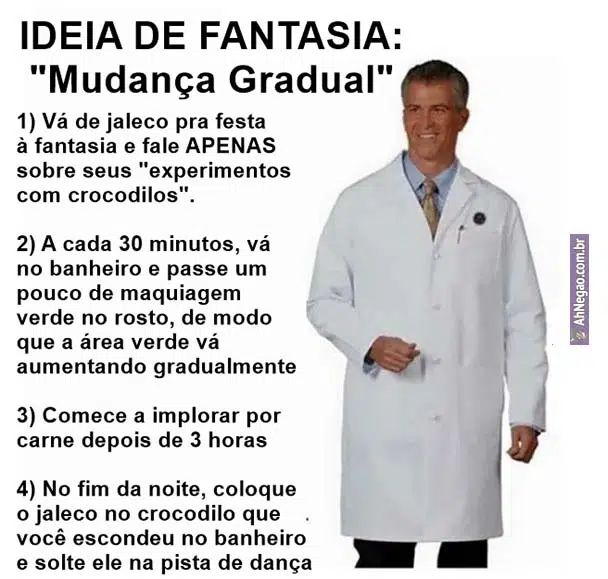 IDEIA DE FANTASIA:
"Mudança Gradual"
1) Vá de jaleco pra festa
à fantasia e fale APENAS
sobre seus "experimentos
com crocodilos".
2) A cada 30 minutos, vá
no banheiro e passe um
pouco de maquiagem
verde no rosto, de modo
que a área verde vá
aumentando gradualmente
3) Comece a implorar por
carne depois de 3 horas
4) No fim da noite, coloque
o jaleco no crocodilo que
você escondeu no banheiro
e solte ele na pista de dança
AhNegao.com.br